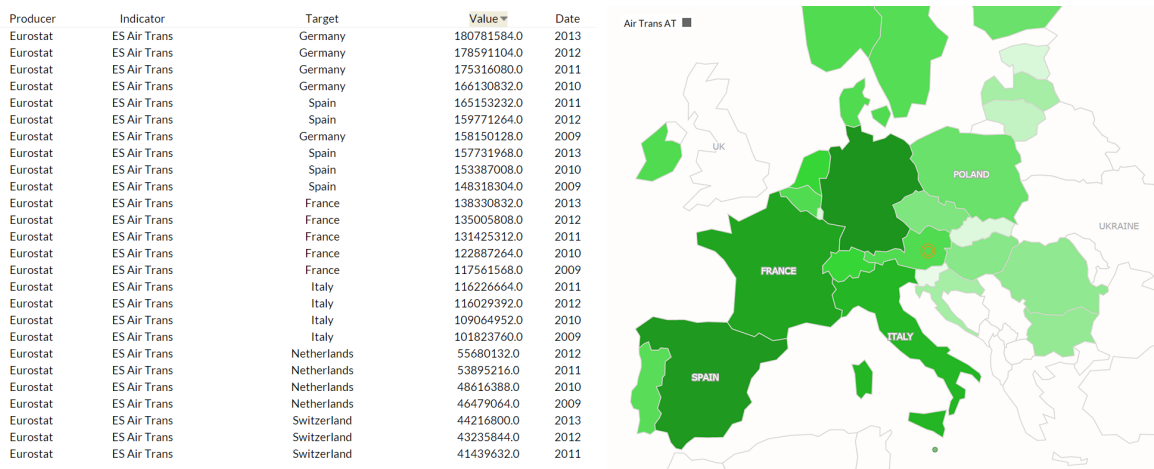 Producer Indicator Target Value Date
Eurostat ES Air Trans Germany 180781584.0 2013
Eurostat ES Air Trans Germany 178591104.0 2012
Eurostat ES Air Trans Germany 175316080.0 2011
Eurostat ES Air Trans Germany 166130832.0 2010
Eurostat ES Air Trans Spain 165153232.0 2011
Eurostat ES Air Trans Spain 159771264.0 2012
Eurostat ES Air Trans Germany 158150128.0 2009
Eurostat ES Air Trans Spain 157731968.0 2013
Eurostat ES Air Trans Spain 153387008.0 2010
Eurostat ES Air Trans Spain 148318304.0 2009
Eurostat ES Air Trans France 138330832.0 2013
Eurostat ES Air Trans France 135005808.0 2012
Eurostat ES Air Trans France 131425312.0 2011
Eurostat ES Air Trans France 122887264.0 2010
Eurostat ES Air Trans France 117561568.0 2009
Eurostat ES Air Trans Italy 116226664.0 2011
Eurostat ES Air Trans Italy 116029392.0 2012
Eurostat ES Air Trans Italy 109064952.0 2010
Eurostat ES Air Trans Italy 101823760.0 2009
Eurostat ES Air Trans Netherlands 55680132.0 2012
Eurostat ES Air Trans Netherlands 53895216.0 2011
Eurostat ES Air Trans Netherlands 48616388.0 2010
Eurostat ES Air Trans Netherlands 46479064.0 2009
Eurostat ES Air Trans Switzerland 44216800.0 2013
Eurostat ES Air Trans Switzerland 43235844.0 2012
Eurostat ES Air Trans Switzerland 41439632.0 2011
Air Trans AT
UK
POLAND
UKRAINE
FRANCE
ITALY
SPAIN